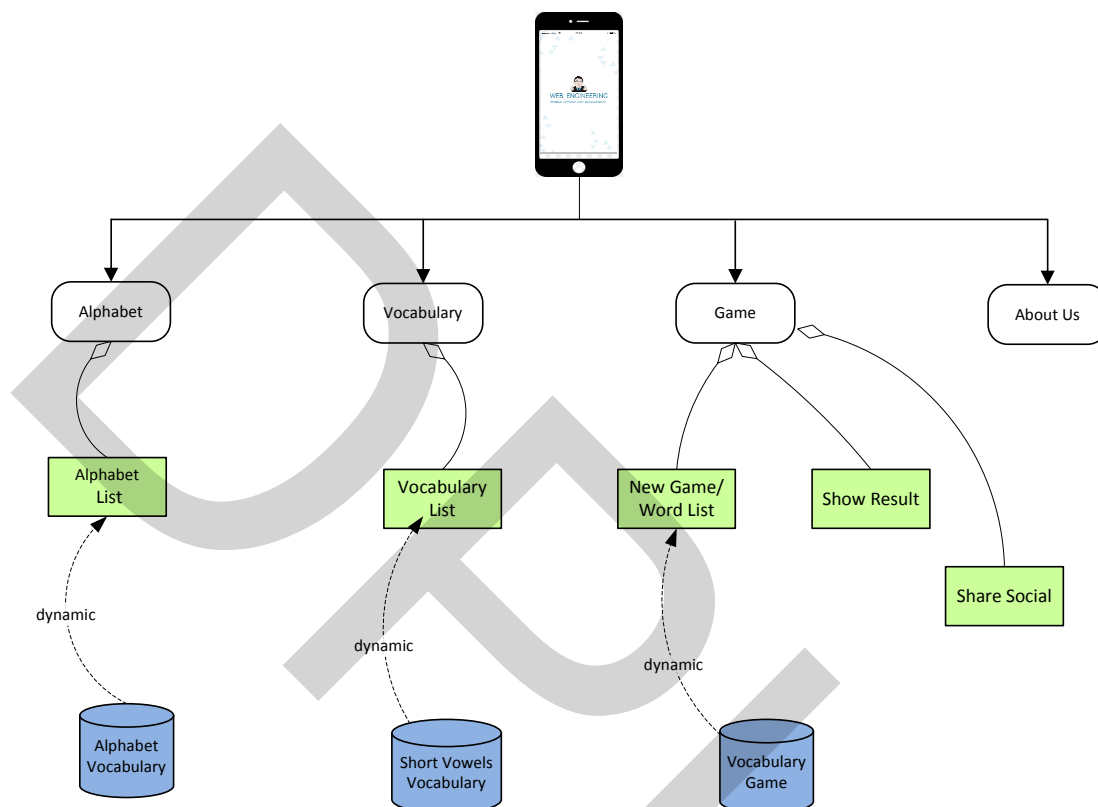 WEB ENGINEERING
Alphabet
Vocabulary
Game
About Us
Alphabet
List
Vocabulary
List
New Game/
Word List
Show Result
Share Social
dynamic
dynamic
dynamic
Alphabet
Vocabulary
Short Vowels
Vocabulary
Vocabulary
Game